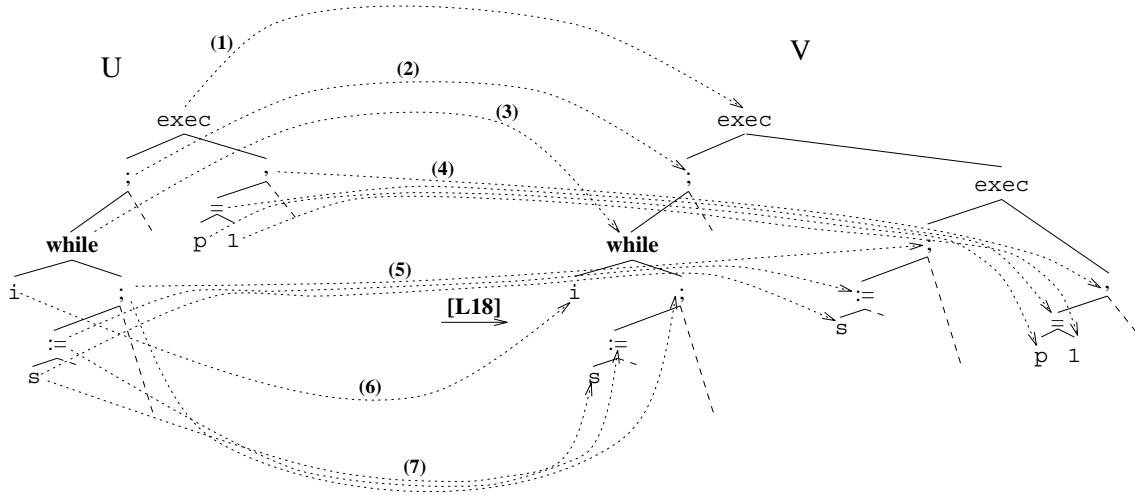 (1)
V
(2)
U
(3)
exec
exec
; , (4) ; exec
=
p 1
while while ,
i ; (5) i ; := ,
[L18] s =
:= := p 1
s (6) s
(7)